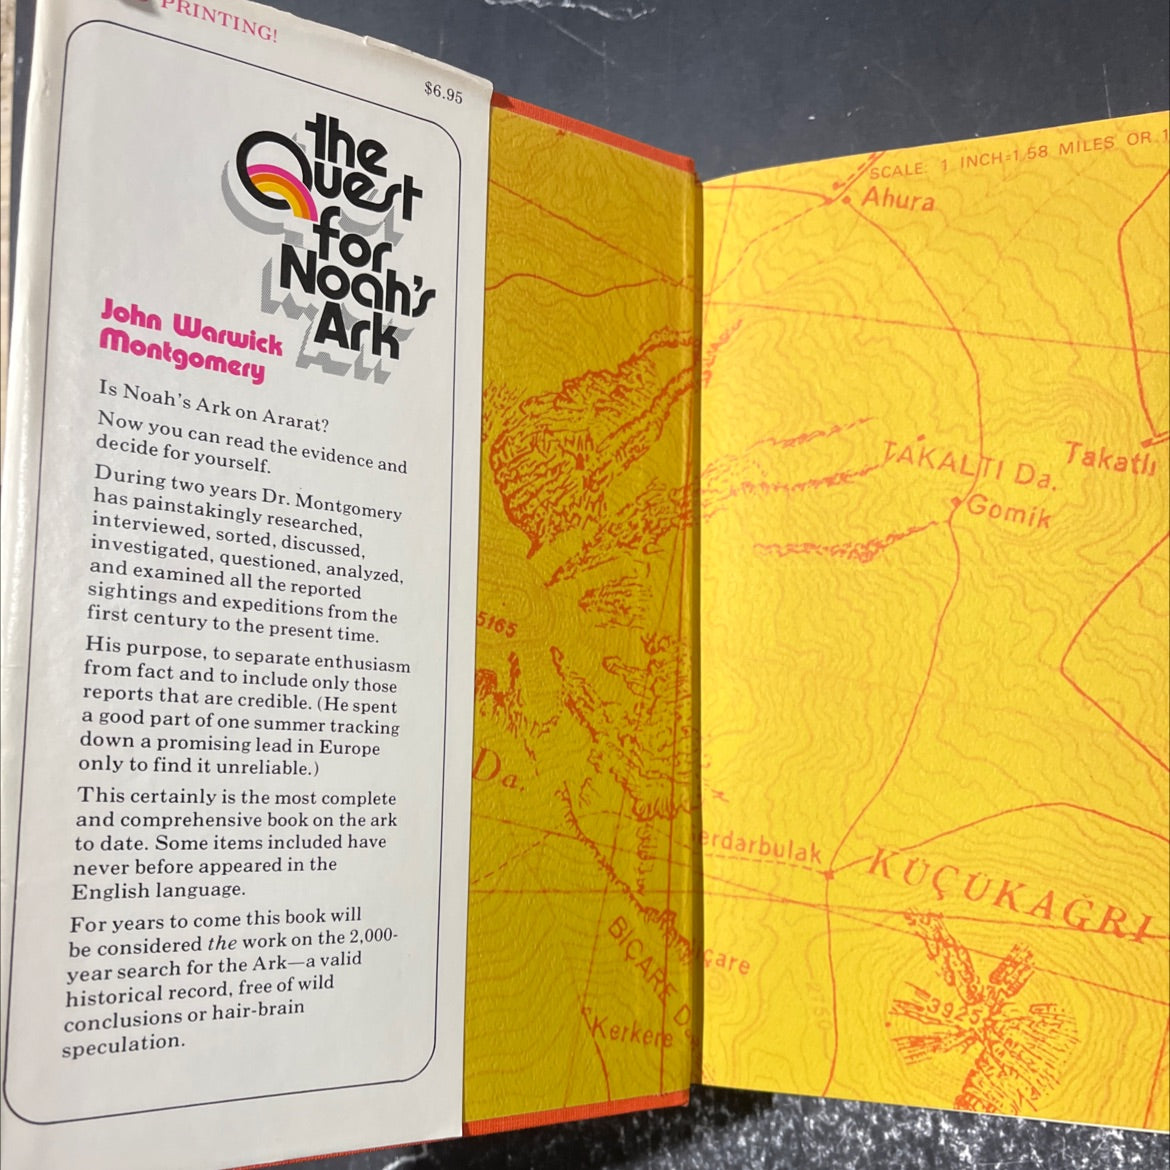 PRINTING!
$6.95
the
Quest
for
Noah's
Ark
John Warwick
Montgomery
Is Noah's Ark on Ararat?
Now you can read the evidence and
decide for yourself.
During two years Dr. Montgomery
has painstakingly researched,
interviewed, sorted, discussed,
investigated, questioned, analyzed,
and examined all the reported
sightings and expeditions from the
first century to the present time.
His purpose, to separate enthusiasm
from fact and to include only those
reports that are credible. (He spent
a good part of one summer tracking
down a promising lead in Europe
only to find it unreliable.)
This certainly is the most complete
and comprehensive book on the ark
to date. Some items included have
never before appeared in the
English language.
For years to come this book will
be considered the work on the 2,000-
year search for the Ark—a valid
historical record, free of wild
conclusions or hair-brain
speculation.
5165
Da.
BIÇARE D
Kerkere
SCALE: 1 INCH=1.58 MILES OR 1
Ahura
TAKALTI Da.
Takatlı
Gomik
erdarbulak
KÜÇÜKAĞRI
çare
3925